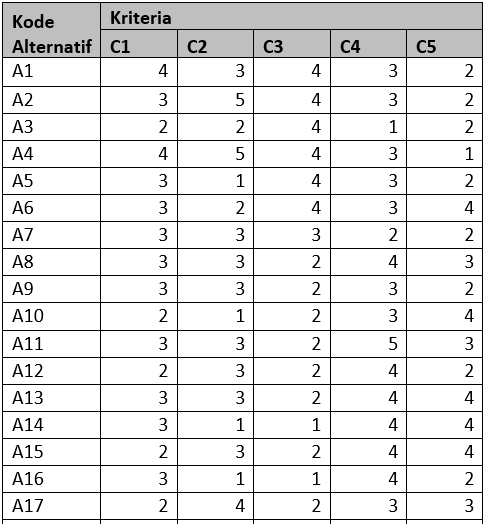 Kode Alternatif Kriteria
C1 C2 C3 C4 C5
A1 4 3 4 3 2
A2 3 5 4 3 2
A3 2 2 4 1 2
A4 4 5 4 3 1
A5 3 1 4 3 2
A6 3 2 4 3 4
A7 3 3 3 2 2
A8 3 3 2 4 3
A9 3 3 2 3 2
A10 2 1 2 3 4
A11 3 3 2 5 3
A12 2 3 2 4 2
A13 3 3 2 4 4
A14 3 1 1 4 4
A15 2 3 2 4 4
A16 3 1 1 4 2
A17 2 4 2 3 3